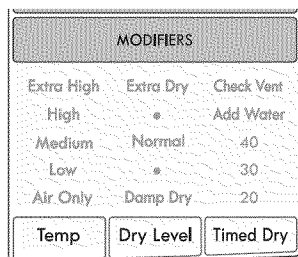 MODIFIERS
Extra High Extra Dry Check Vent
High • Add Water
Medium Normal 40
Low • 30
Air Only Damp Dry 20
Temp Dry Level Timed Dry